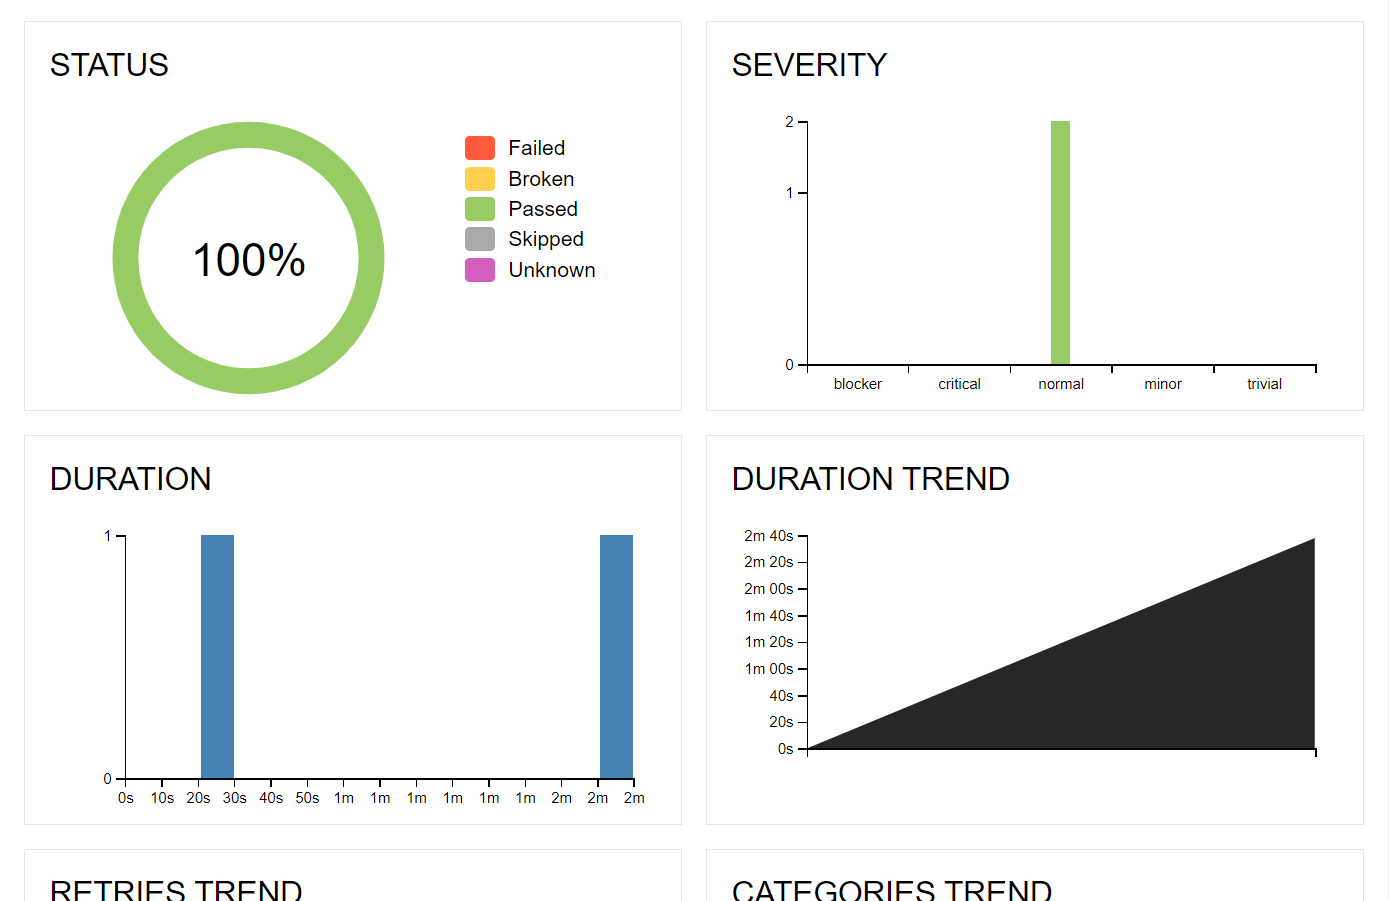 STATUS
100%
Failed
Broken
Passed
Skipped
Unknown
SEVERITY
2
1
0
blocker critical normal minor trivial
DURATION
1
0
0s 10s 20s 30s 40s 50s 1m 1m 1m 1m 1m 1m 2m 2m 2m
DURATION TREND
2m 40s
2m 20s
2m 00s
1m 40s
1m 20s
1m 00s
40s
20s
0s
RETRIES TREND
CATEGORIES TREND